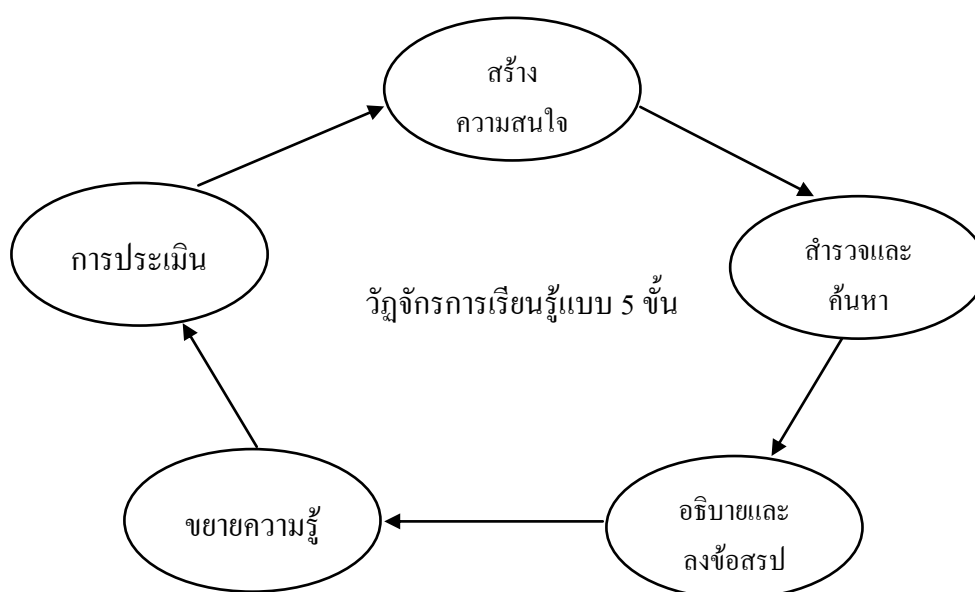 สร้าง
ความสนใจ
สำรวจและ
ค้นหา
การประเมิน
วัฏจักรการเรียนรู้แบบ 5 ขั้น
อธิบายและ
ลงข้อสรุป
ขยายความรู้